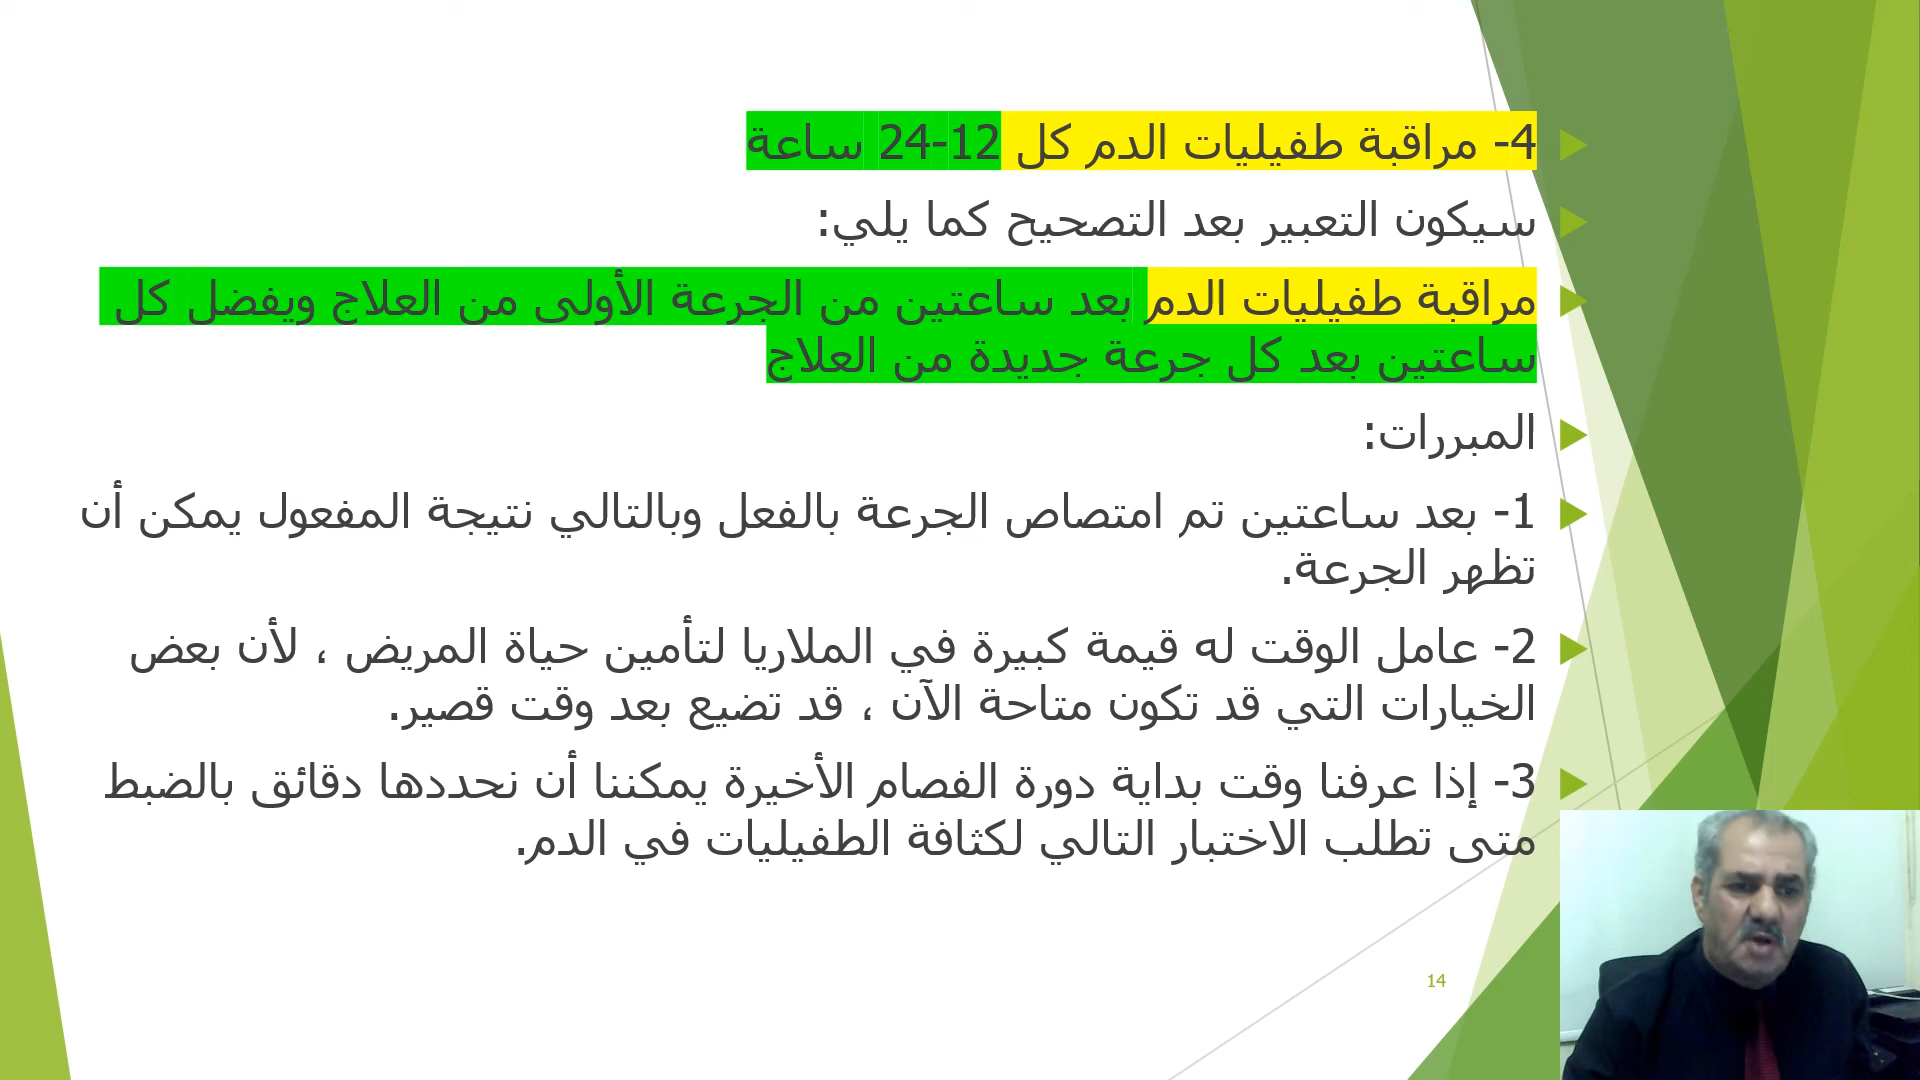 4- مراقبة طفيليات الدم كل 12-24 ساعة
سيكون التعبير بعد التصحيح كما يلي:
مراقبة طفيليات الدم بعد ساعتين من الجرعة الأولى من العلاج ويفضل كل
ساعتين بعد كل جرعة جديدة من العلاج
المبررات:
1- بعد ساعتين تم امتصاص الجرعة بالفعل وبالتالي نتيجة المفعول يمكن أن
تظهر الجرعة.
2- عامل الوقت له قيمة كبيرة في الملاريا لتأمين حياة المريض ، لأن بعض
الخيارات التي قد تكون متاحة الآن ، قد تضيع بعد وقت قصير.
3- إذا عرفنا وقت بداية دورة الفصام الأخيرة يمكننا أن نحددها دقائق بالضبط
متى تطلب الاختبار التالي لكثافة الطفيليات في الدم.
14